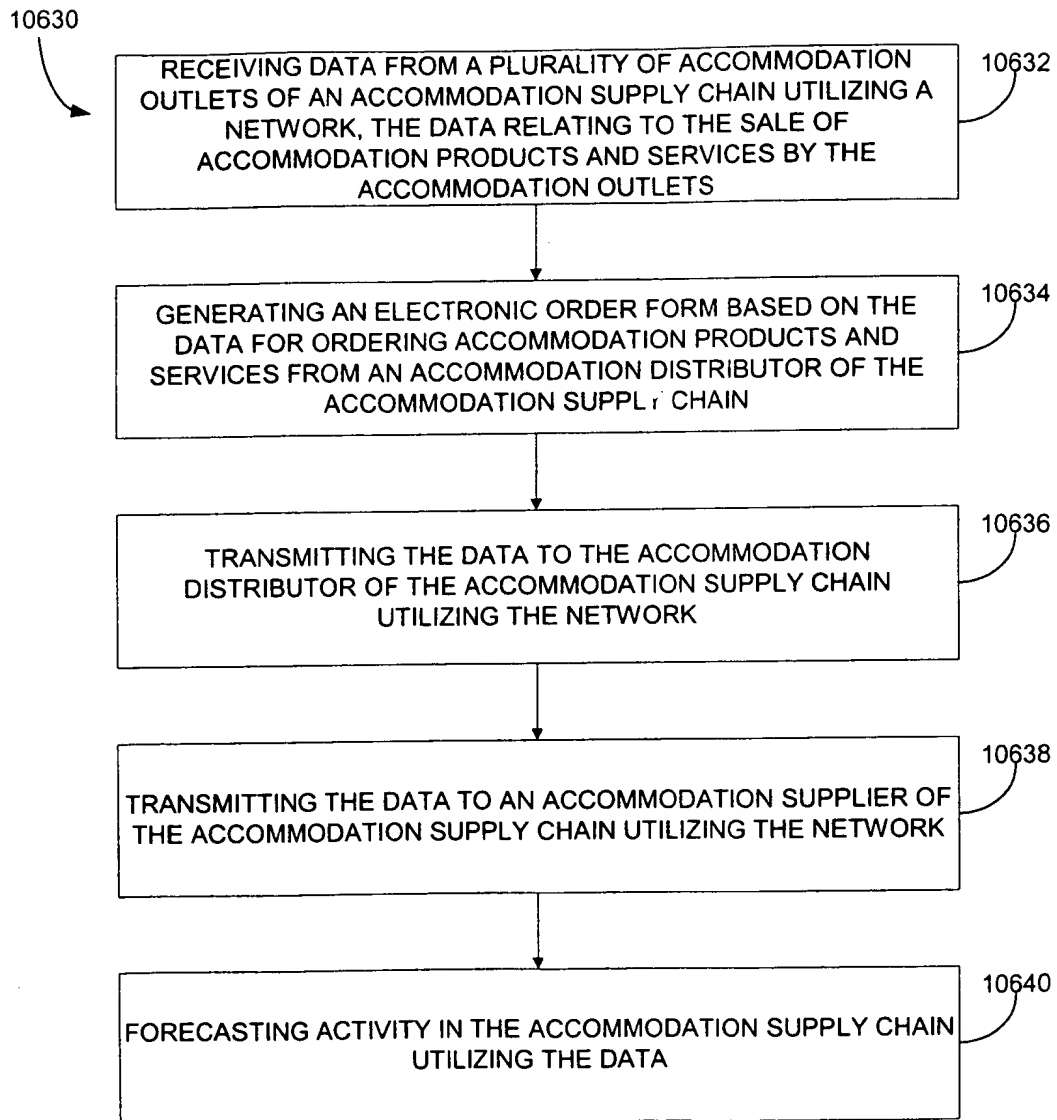 10630
RECEIVING DATA FROM A PLURALITY OF ACCOMMODATION
OUTLETS OF AN ACCOMMODATION SUPPLY CHAIN UTILIZING A
NETWORK, THE DATA RELATING TO THE SALE OF
ACCOMMODATION PRODUCTS AND SERVICES BY THE
ACCOMMODATION OUTLETS
10632
GENERATING AN ELECTRONIC ORDER FORM BASED ON THE
DATA FOR ORDERING ACCOMMODATION PRODUCTS AND
SERVICES FROM AN ACCOMMODATION DISTRIBUTOR OF THE
ACCOMMODATION SUPPLY CHAIN
10634
TRANSMITTING THE DATA TO THE ACCOMMODATION
DISTRIBUTOR OF THE ACCOMMODATION SUPPLY CHAIN
UTILIZING THE NETWORK
10636
TRANSMITTING THE DATA TO AN ACCOMMODATION SUPPLIER OF
THE ACCOMMODATION SUPPLY CHAIN UTILIZING THE NETWORK
10638
FORECASTING ACTIVITY IN THE ACCOMMODATION SUPPLY CHAIN
UTILIZING THE DATA
10640